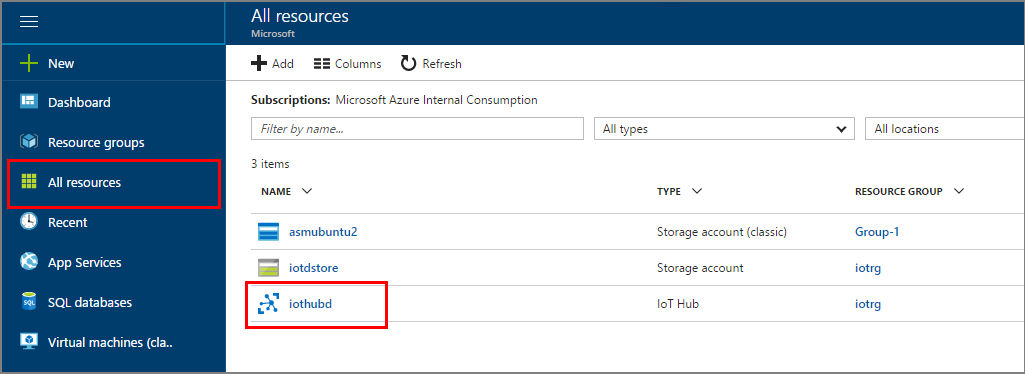 All resources
Microsoft
New
Dashboard
Resource groups
All resources
Recent
App Services
SQL databases
Virtual machines (cla..
Add Columns Refresh
Subscriptions: Microsoft Azure Internal Consumption
Filter by name... All types All locations
3 items
NAME TYPE RESOURCE GROUP
asmubuntu2 Storage account (classic) Group-1
iotdstore Storage account iotrg
iothubd IoT Hub iotrg